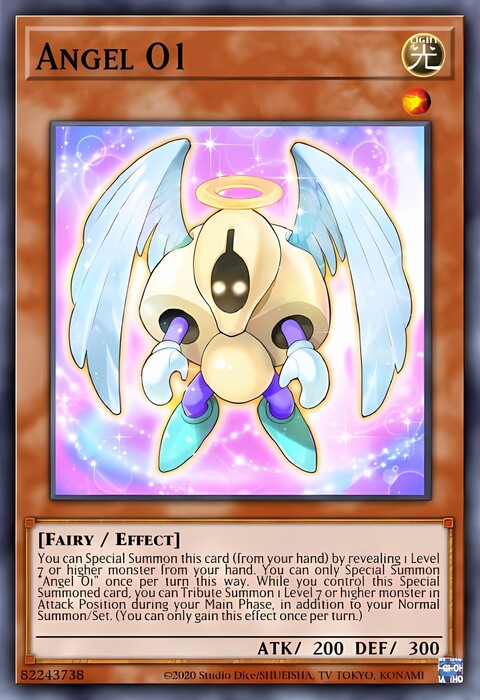 Angel O1
LIGHT
光
[Fairy / Effect]
You can Special Summon this card (from your hand) by revealing 1 Level
7 or higher monster from your hand. You can only Special Summon
"Angel O1" once per turn this way. While you control this Special
Summoned card, you can Tribute Summon 1 Level 7 or higher monster in
Attack Position during your Main Phase, in addition to your Normal
Summon/Set. (You can only gain this effect once per turn.)
ATK/ 200 DEF/ 300
82243738
©2020 Studio Dice/SHUEISHA, TV TOKYO, KONAMI